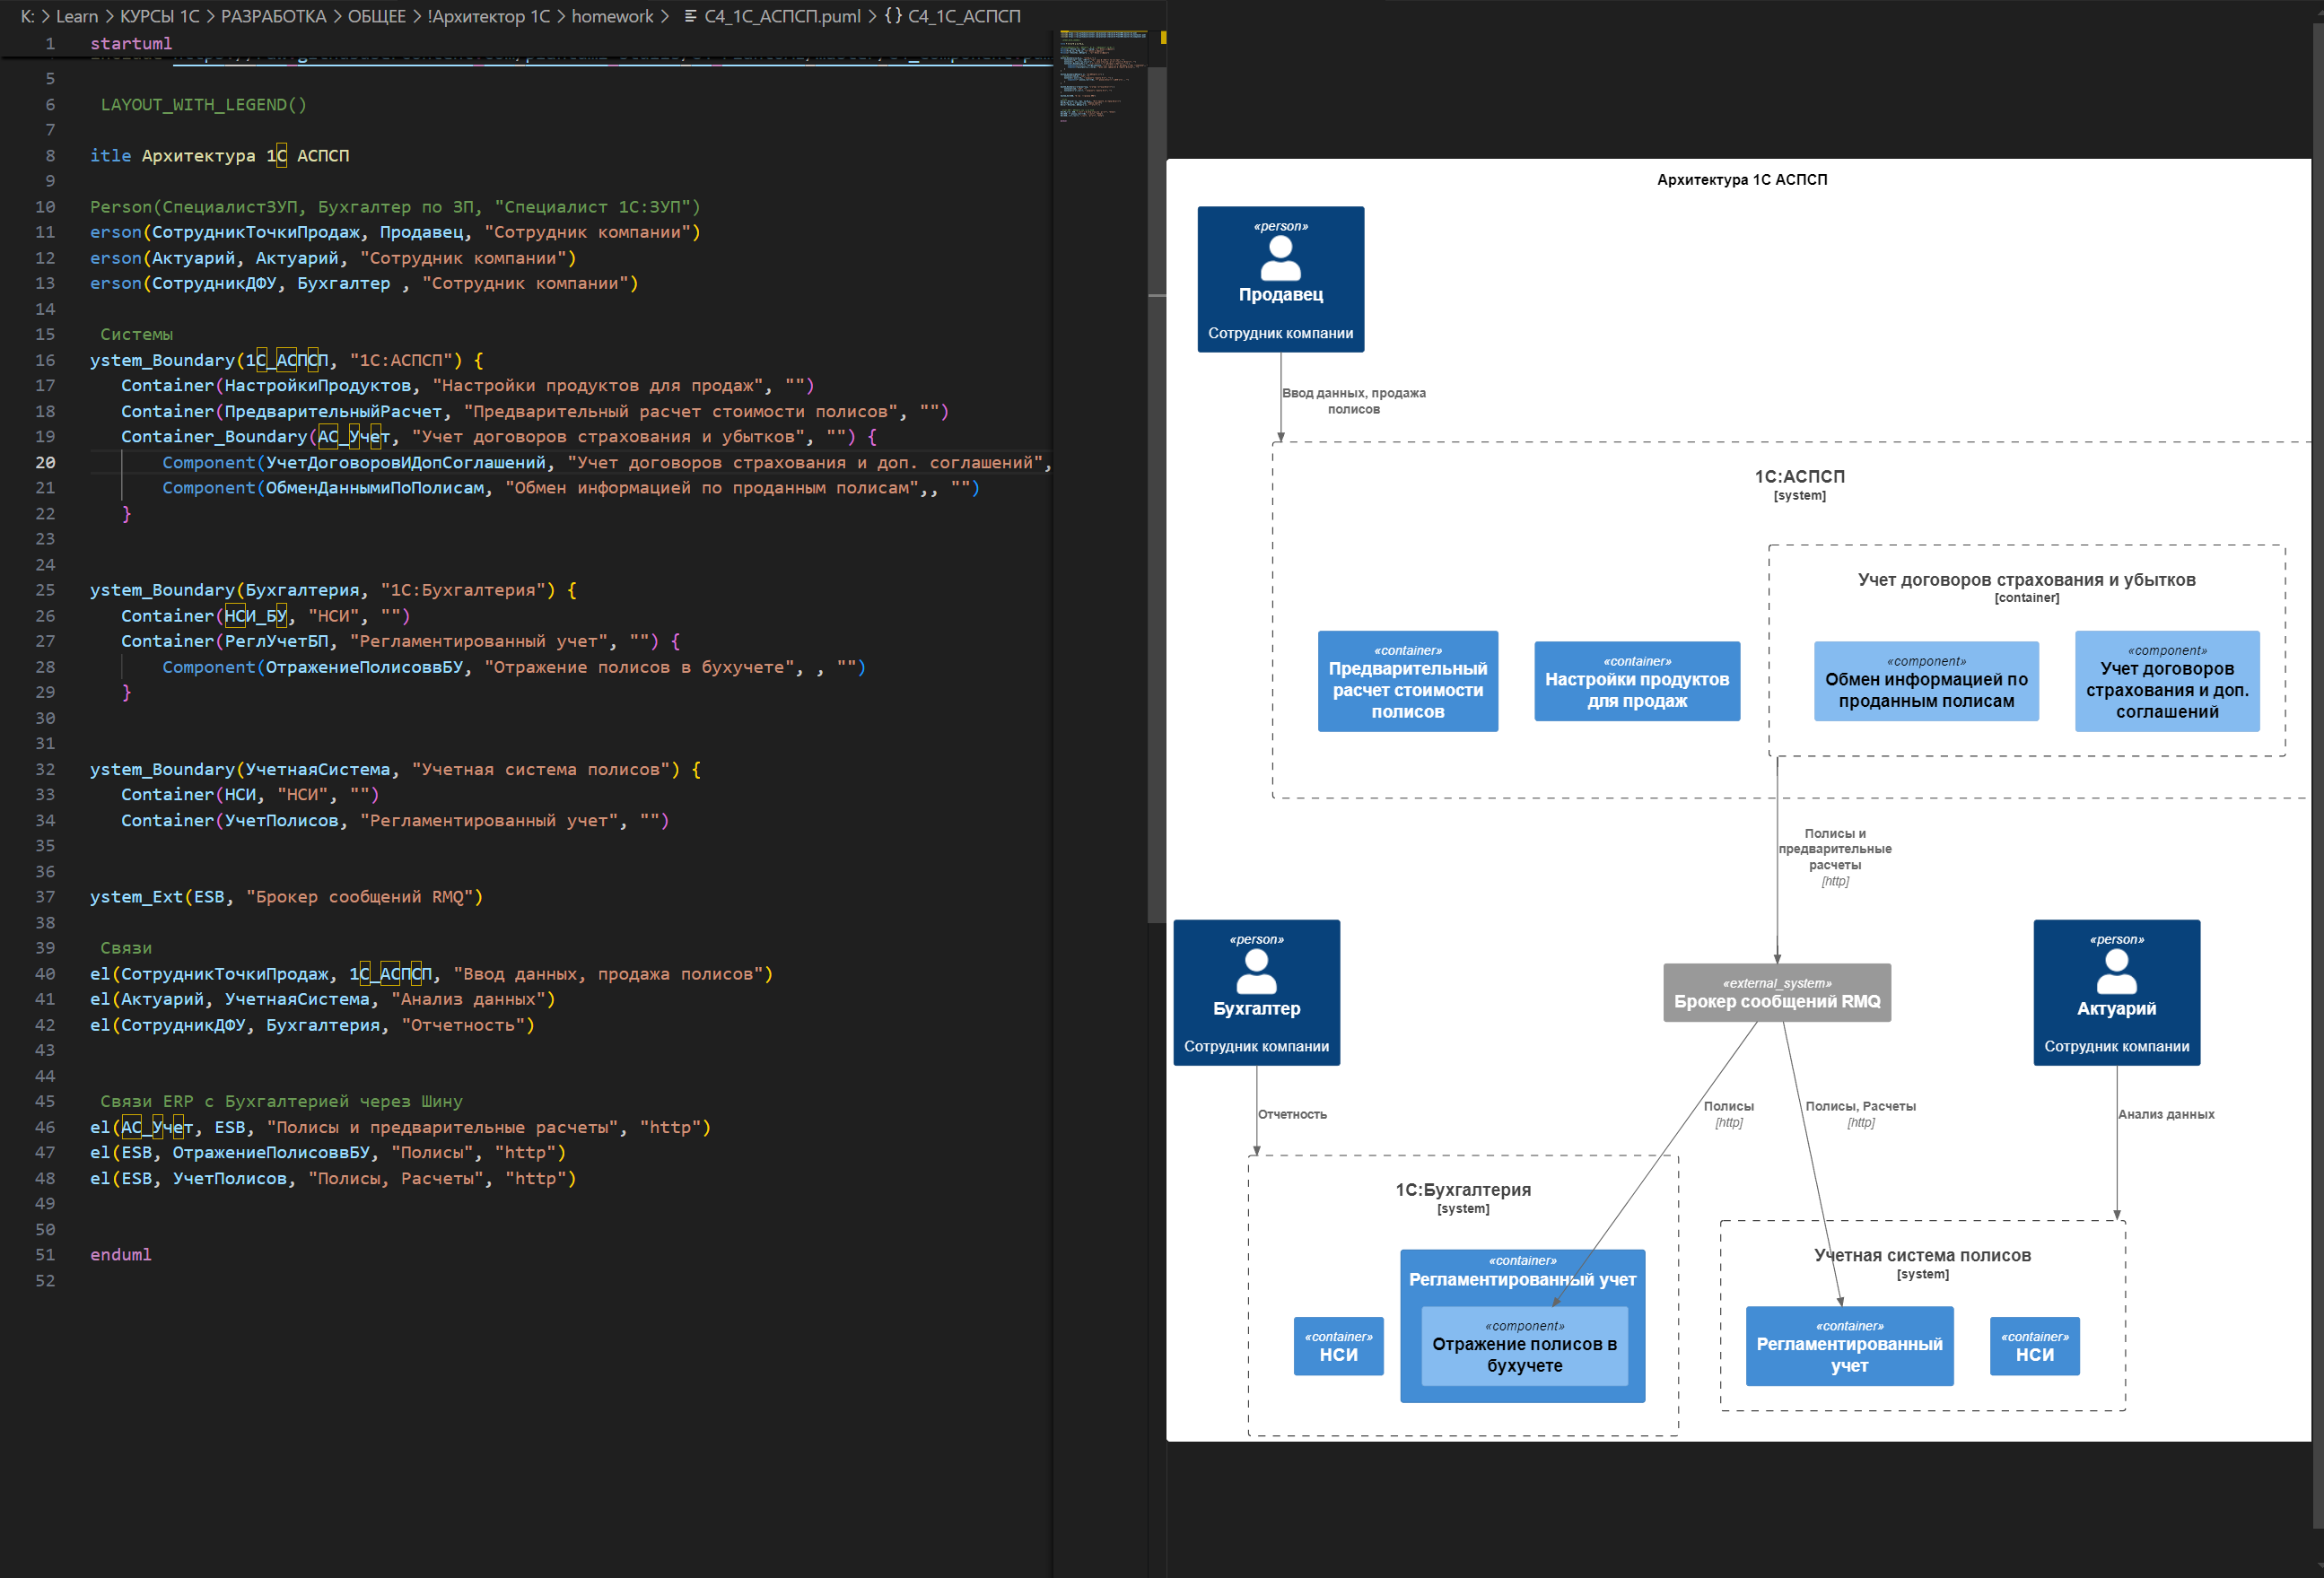 K: > Learn > КУРСЫ 1С > РАЗРАБОТКА > ОБЩЕЕ > !Архитектор 1С > homework > C4_1С_АСПСП.puml > {} C4_1С_АСПСП
1 startuml
5
6 LAYOUT_WITH_LEGEND()
7
8 itle Архитектура 1С АСПСП
9
10 Person(СпециалистЗУП, Бухгалтер по ЗП, "Специалист 1С:ЗУП")
11 erson(СотрудникТочкиПродаж, Продавец, "Сотрудник компании")
12 erson(Актуарий, Актуарий, "Сотрудник компании")
13 erson(СотрудникДФУ, Бухгалтер , "Сотрудник компании")
14
15 Системы
16 ystem_Boundary(1С_АСПСП, "1С:АСПСП") {
17 Container(НастройкиПродуктов, "Настройки продуктов для продаж", "")
18 Container(ПредварительныйРасчет, "Предварительный расчет стоимости полисов", "")
19 Container_Boundary(АС_Учет, "Учет договоров страхования и убытков", "") {
20 Component(УчетДоговоровИДопСоглашений, "Учет договоров страхования и доп. соглашений",
21 Component(ОбменДаннымиПоПолисам, "Обмен информацией по проданным полисам",, "")
22 }
23
24
25 ystem_Boundary(Бухгалтерия, "1С:Бухгалтерия") {
26 Container(НСИ_БУ, "НСИ", "")
27 Container(РеглУчетБП, "Регламентированный учет", "") {
28 Component(ОтражениеПолисоввБУ, "Отражение полисов в бухучете", , "")
29 }
30
31
32 ystem_Boundary(УчетнаяСистема, "Учетная система полисов") {
33 Container(НСИ, "НСИ", "")
34 Container(УчетПолисов, "Регламентированный учет", "")
35
36
37 ystem_Ext(ESB, "Брокер сообщений RMQ")
38
39 Связи
40 el(СотрудникТочкиПродаж, 1С_АСПСП, "Ввод данных, продажа полисов")
41 el(Актуарий, УчетнаяСистема, "Анализ данных")
42 el(СотрудникДФУ, Бухгалтерия, "Отчетность")
43
44
45 Связи ERP с Бухгалтерией через Шину
46 el(АС_Учет, ESB, "Полисы и предварительные расчеты", "http")
47 el(ESB, ОтражениеПолисоввБУ, "Полисы", "http")
48 el(ESB, УчетПолисов, "Полисы, Расчеты", "http")
49
50
51 enduml
52
Архитектура 1С АСПСП
«person»
Продавец
Сотрудник компании
Ввод данных, продажа
полисов
1С:АСПСП
[system]
Учет договоров страхования и убытков
[container]
«container»
Предварительный
расчет стоимости
полисов
«container»
Настройки продуктов
для продаж
«component»
Обмен информацией по
проданным полисам
«component»
Учет договоров
страхования и доп.
соглашений
Полисы и
предварительные
расчеты
[http]
«person»
Бухгалтер
Сотрудник компании
«external_system»
Брокер сообщений RMQ
«person»
Актуарий
Сотрудник компании
Отчетность
Полисы
[http]
Полисы, Расчеты
[http]
Анализ данных
1С:Бухгалтерия
[system]
«container»
НСИ
«container»
Регламентированный учет
«component»
Отражение полисов в
бухучете
Учетная система полисов
[system]
«container»
Регламентированный
учет
«container»
НСИ